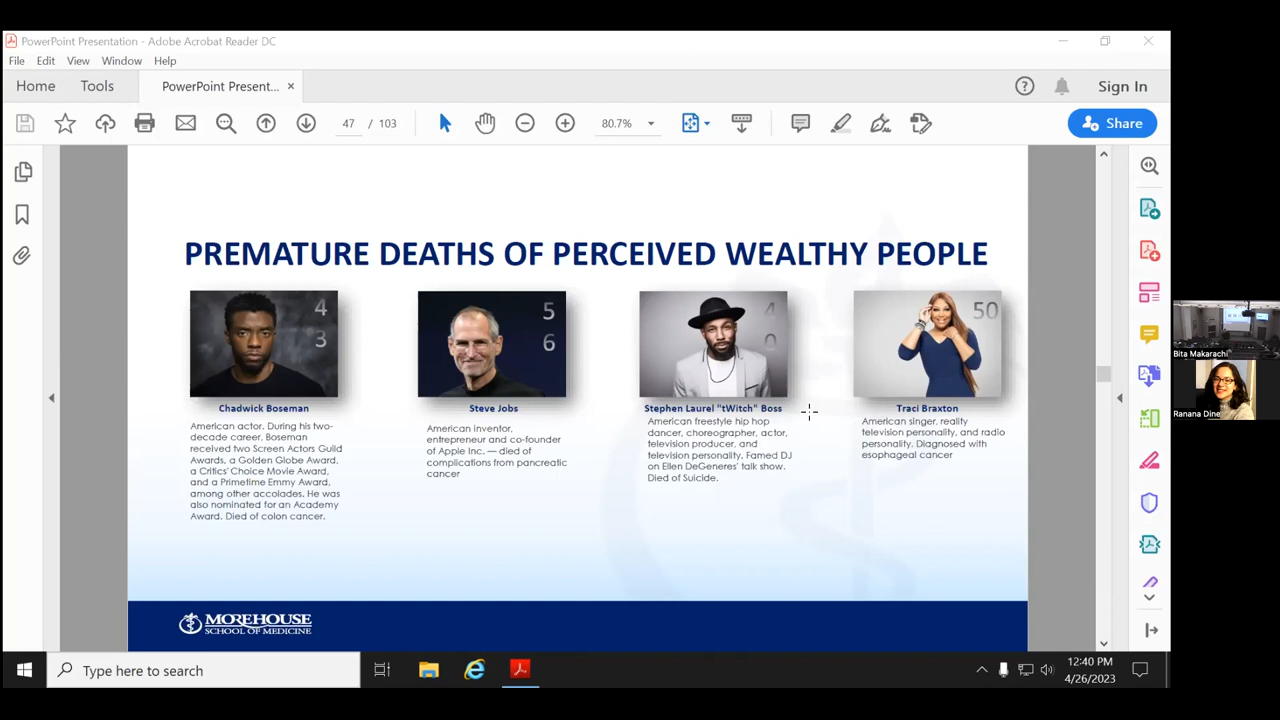 PowerPoint Presentation - Adobe Acrobat Reader DC
File Edit View Window Help
Home Tools PowerPoint Present... ×
? Sign In
47 / 103 80.7% Share
PREMATURE DEATHS OF PERCEIVED WEALTHY PEOPLE
4
3
Chadwick Boseman
American actor. During his two-
decade career, Boseman
received two Screen Actors Guild
Awards, a Golden Globe Award,
a Critics' Choice Movie Award,
and a Primetime Emmy Award,
among other accolades. He was
also nominated for an Academy
Award. Died of colon cancer.
5
6
Steve Jobs
American inventor,
entrepreneur and co-founder
of Apple Inc. — died of
complications from pancreatic
cancer
4
0
Stephen Laurel "tWitch" Boss
American freestyle hip hop
dancer, choreographer, actor,
television producer, and
television personality. Famed DJ
on Ellen DeGeneres' talk show.
Died of Suicide.
50
Traci Braxton
American singer, reality
television personality, and radio
personality. Diagnosed with
esophageal cancer
MOREHOUSE
SCHOOL OF MEDICINE
Bita Makarachi
Ranana Dine
Type here to search
12:40 PM
4/26/2023